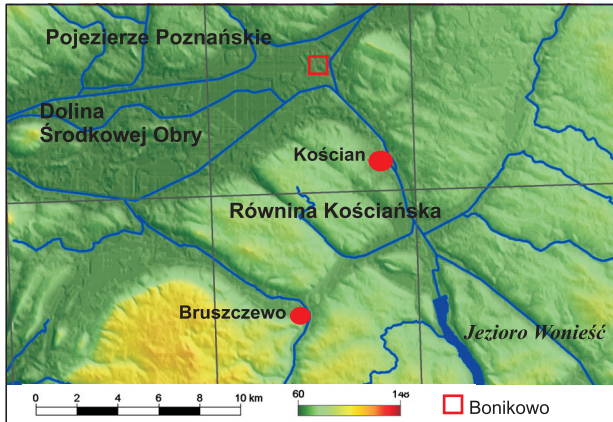 Pojezierze Poznańskie
Dolina
Środkowej Obry
Kościan
Równina Kościańska
Bruszczewo
Jezioro Wonieść
0 2 4 6 8 10 km
60 148
Bonikowo